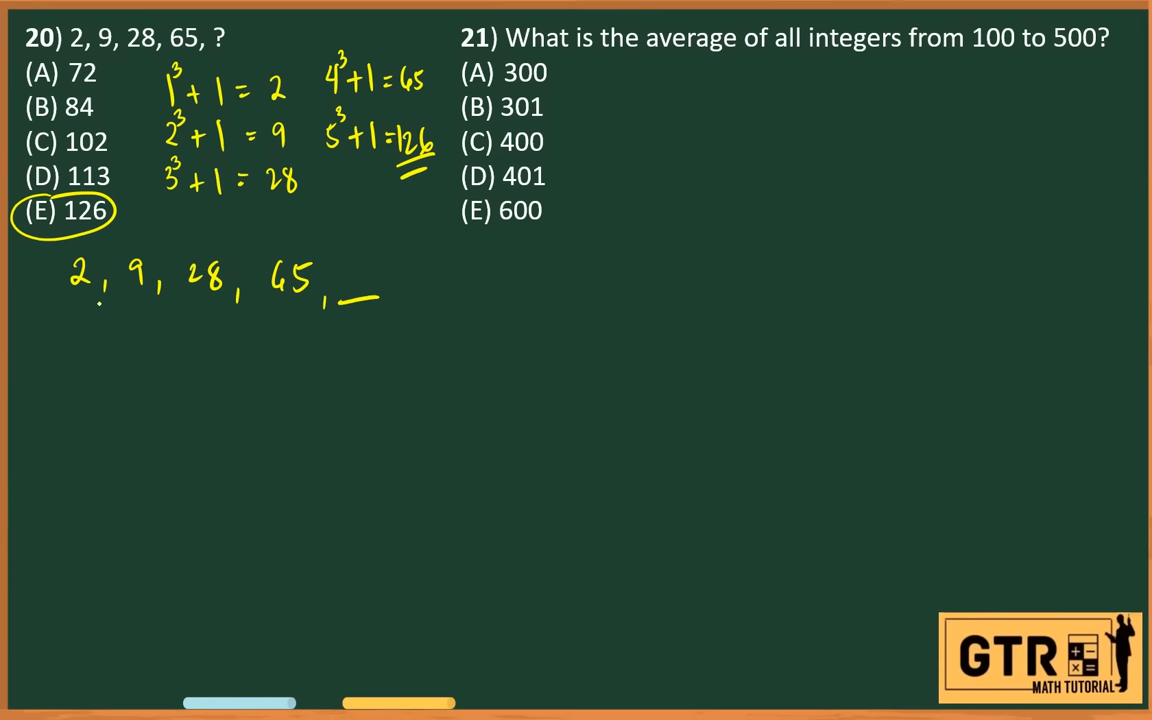 20) 2, 9, 28, 65, ?
(A) 72
(B) 84
(C) 102
(D) 113
(E) 126
1³ + 1 = 2
2³ + 1 = 9
3³ + 1 = 28
4³ + 1 = 65
5³ + 1 = 126
2, 9, 28, 65, __
21) What is the average of all integers from 100 to 500?
(A) 300
(B) 301
(C) 400
(D) 401
(E) 600
GTR
MATH TUTORIAL